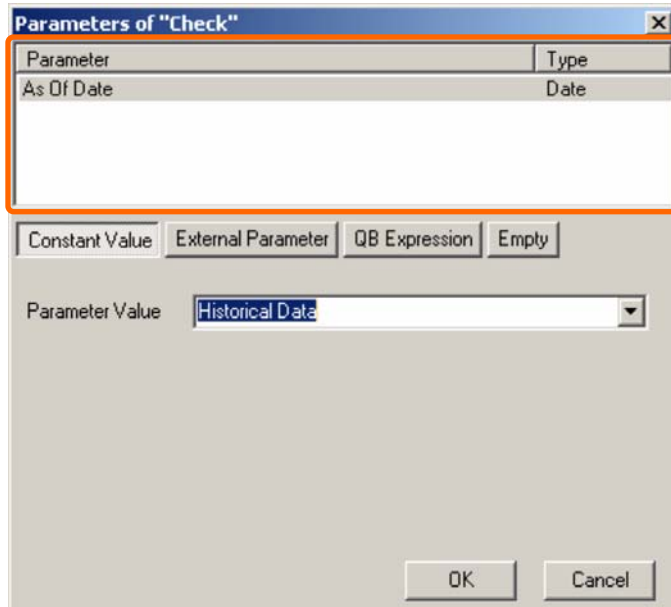 Parameters of "Check"
Parameter Type
As Of Date Date
Constant Value External Parameter QB Expression Empty
Parameter Value Historical Data
OK Cancel